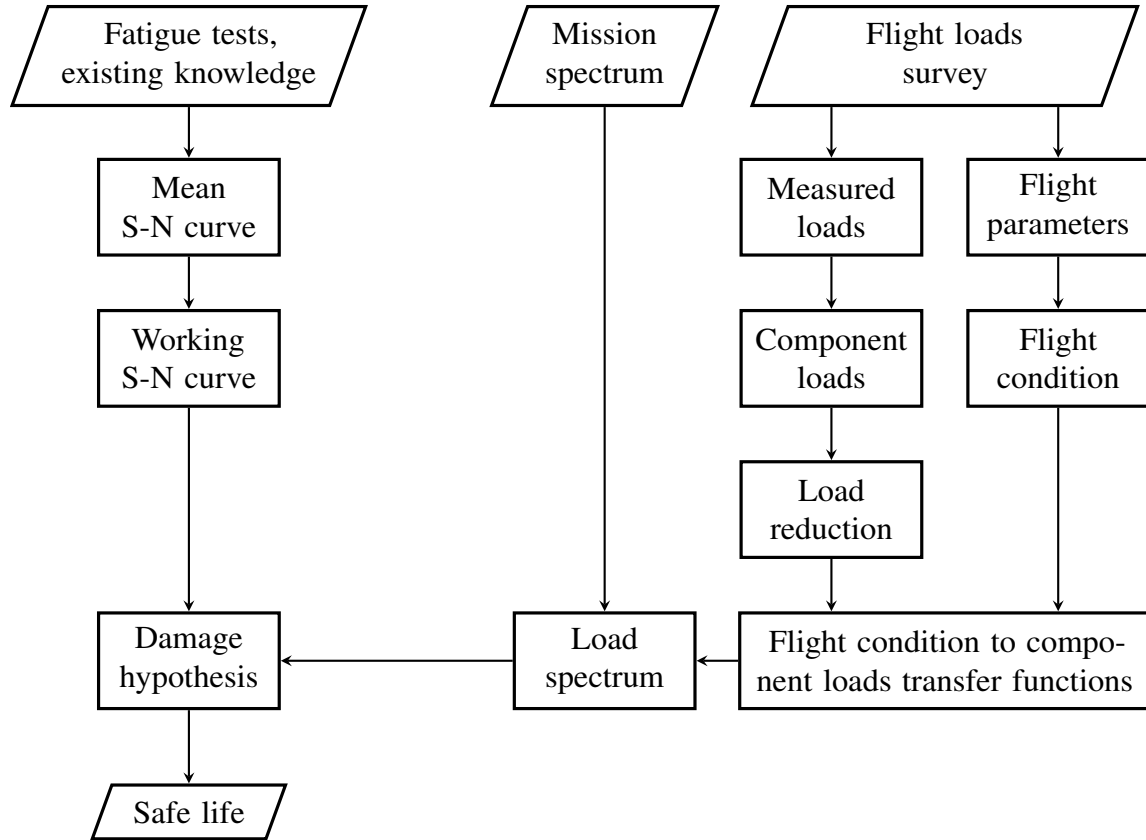 Fatigue tests,
existing knowledge
Mission
spectrum
Flight loads
survey
Mean
S-N curve
Measured
loads
Flight
parameters
Working
S-N curve
Component
loads
Flight
condition
Load
reduction
Damage
hypothesis
Load
spectrum
Flight condition to compo-
nent loads transfer functions
Safe life